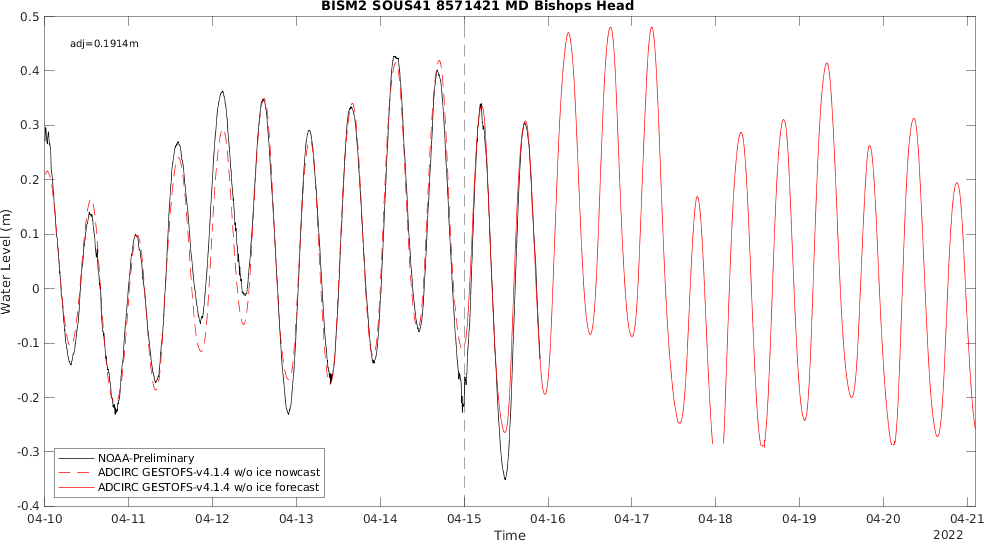 BISM2 SOUS41 8571421 MD Bishops Head
adj=0.1914m
Water Level (m)
0.5
0.4
0.3
0.2
0.1
0
-0.1
-0.2
-0.3
-0.4
NOAA-Preliminary
ADCIRC GESTOFS-v4.1.4 w/o ice nowcast
ADCIRC GESTOFS-v4.1.4 w/o ice forecast
04-10 04-11 04-12 04-13 04-14 04-15 04-16 04-17 04-18 04-19 04-20 04-21
Time
2022